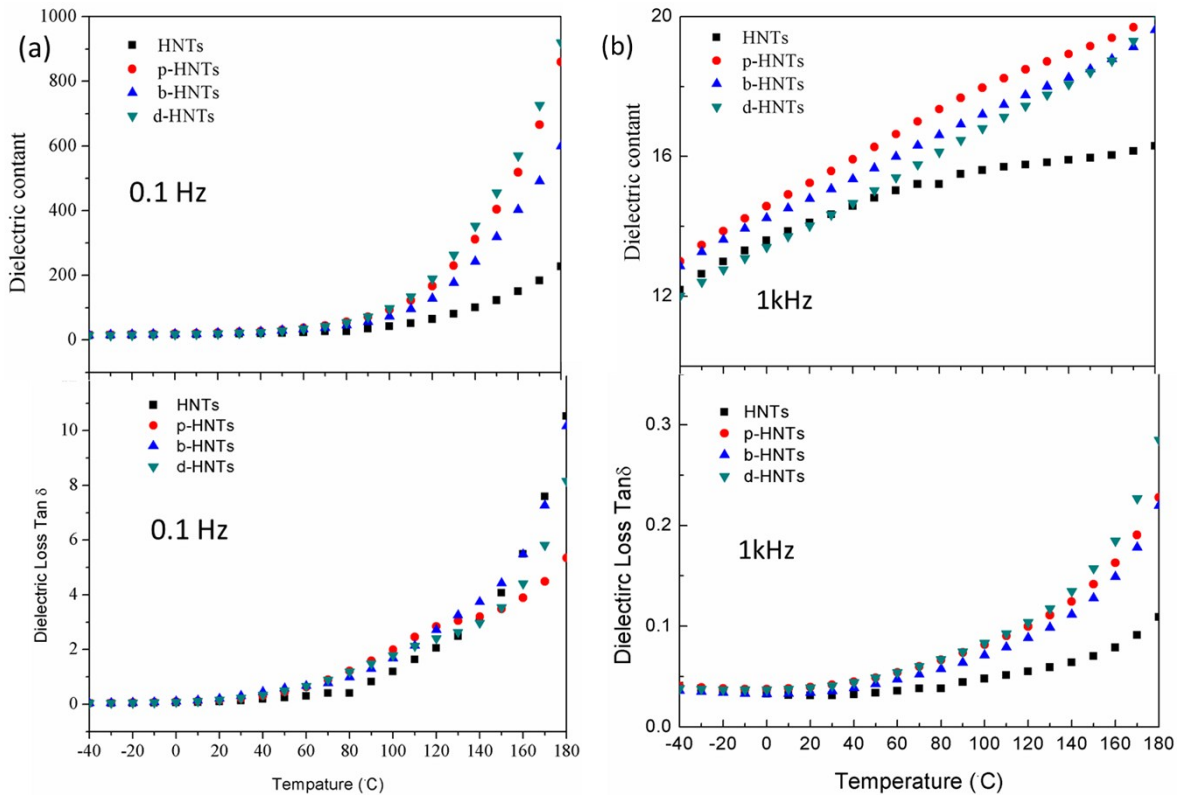 (a)
1000
800
600
400
200
0
Dielectric contant
HNTs
p-HNTs
b-HNTs
d-HNTs
0.1 Hz
10
8
6
4
2
0
Dielectric Loss Tan δ
HNTs
p-HNTs
b-HNTs
d-HNTs
0.1 Hz
-40 -20 0 20 40 60 80 100 120 140 160 180
Tempature (°C)
(b)
20
16
12
Dielectric contant
HNTs
p-HNTs
b-HNTs
d-HNTs
1kHz
0.3
0.2
0.1
0.0
Dielectirc Loss Tanδ
HNTs
p-HNTs
b-HNTs
d-HNTs
1kHz
-40 -20 0 20 40 60 80 100 120 140 160 180
Temperature (°C)